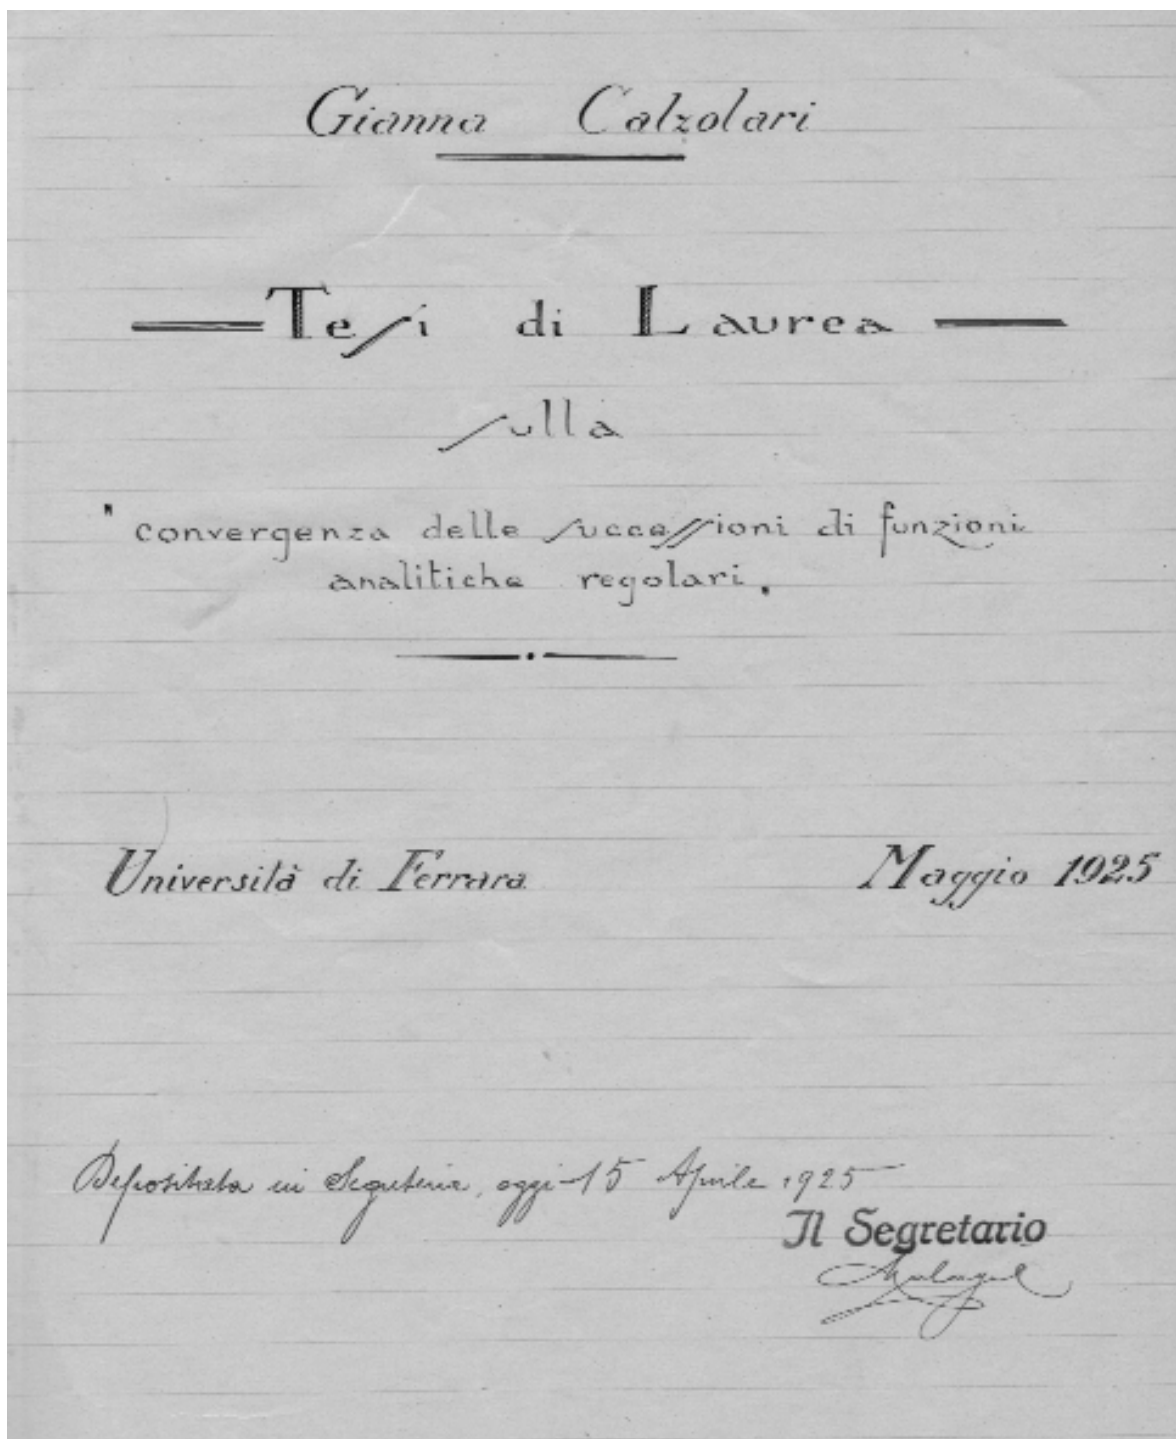 Gianna Calzolari
Tesi di Laurea
sulla
"convergenza delle successioni di funzioni
analitiche regolari"
Università di Ferrara Maggio 1925
Depositata in Segreteria, oggi 15 Aprile 1925
Il Segretario